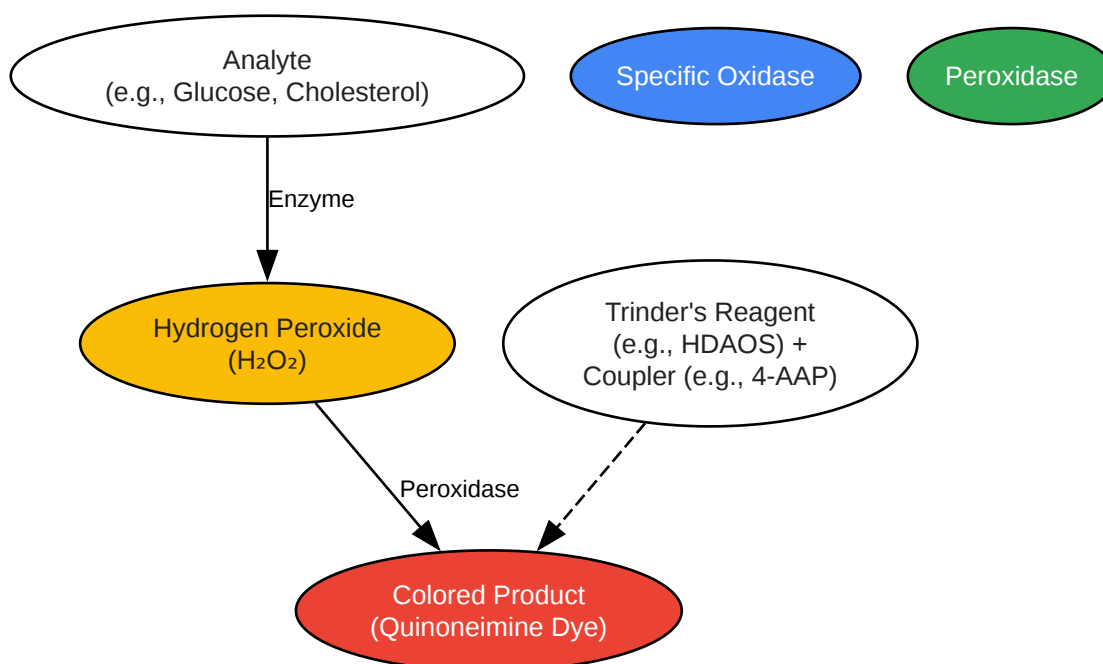 Analyte
(e.g., Glucose, Cholesterol)
Specific Oxidase
Peroxidase
Enzyme
Hydrogen Peroxide
(H₂O₂)
Trinder's Reagent
(e.g., HDAOS) +
Coupler (e.g., 4-AAP)
Peroxidase
Colored Product
(Quinoneimine Dye)